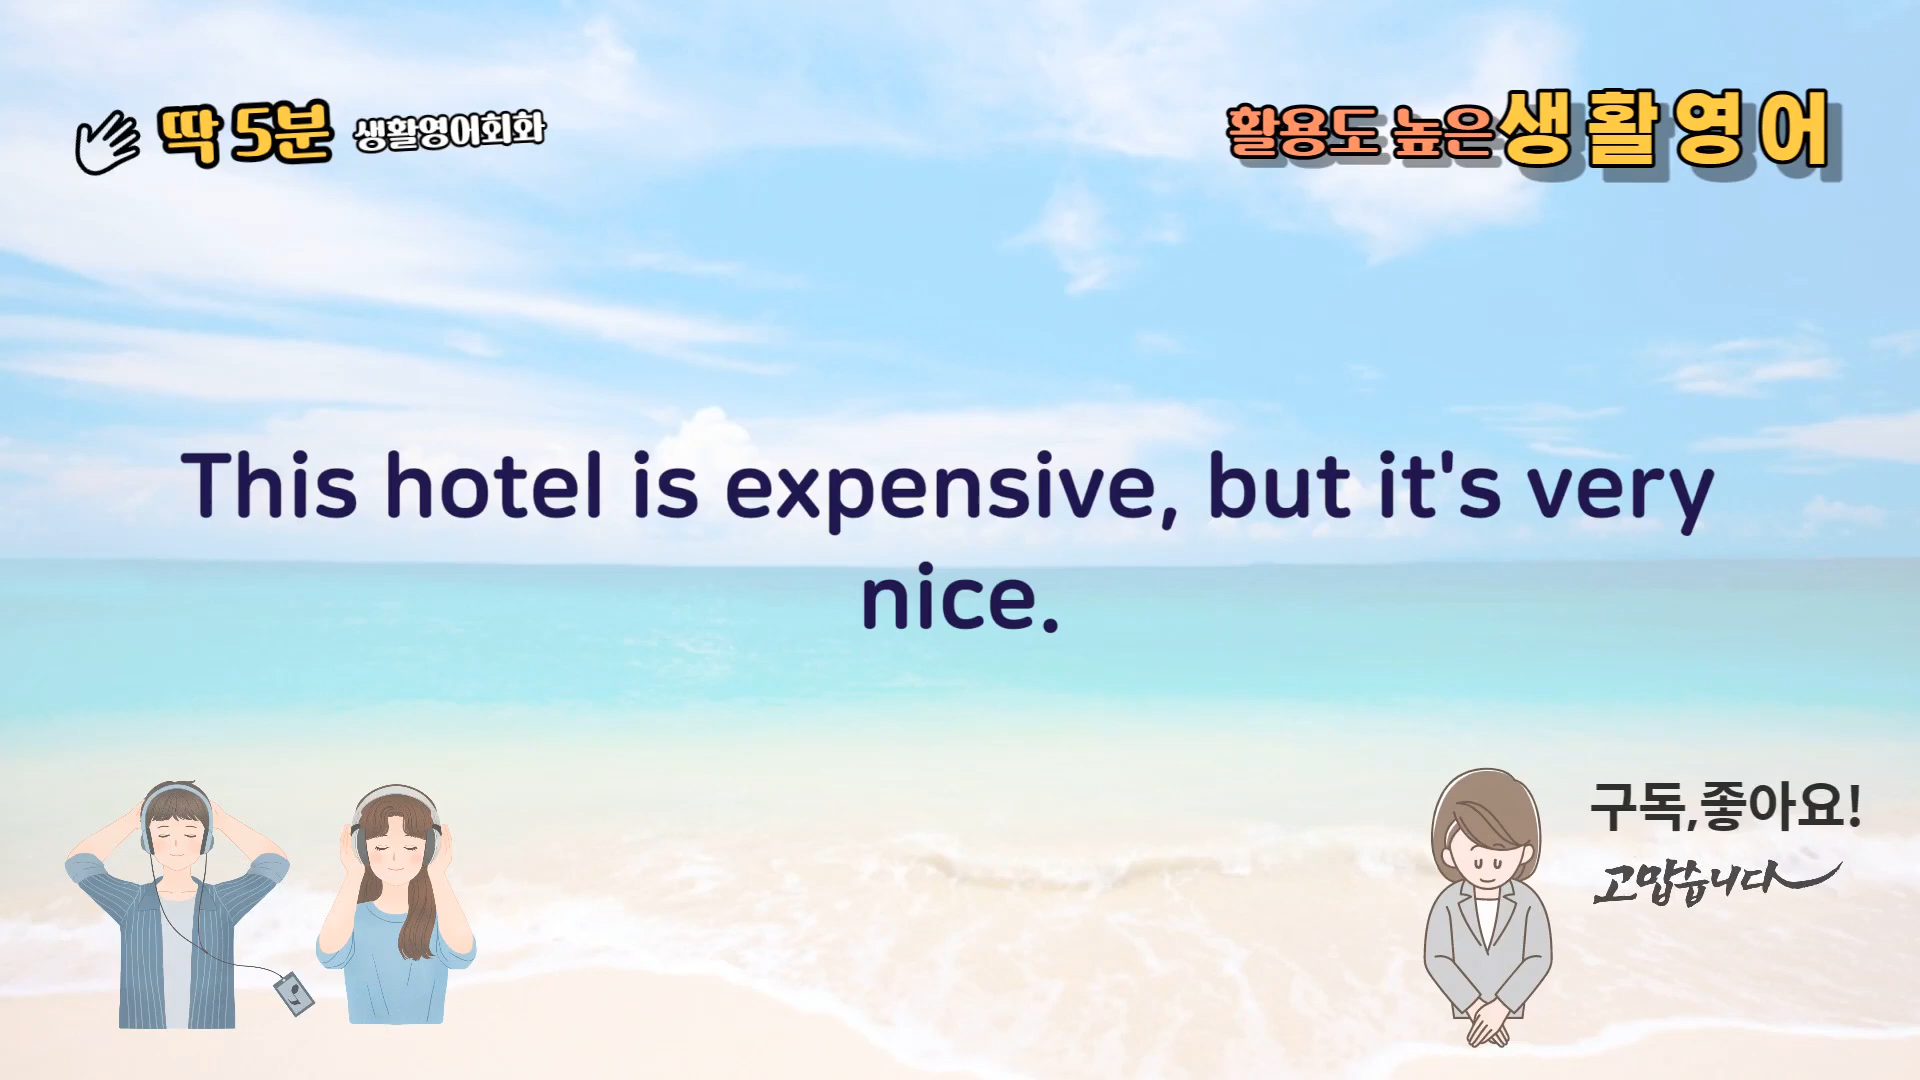 딱 5분 생활영어회화
활용도 높은 생활영어
This hotel is expensive, but it's very
nice.
구독,좋아요!
고맙습니다